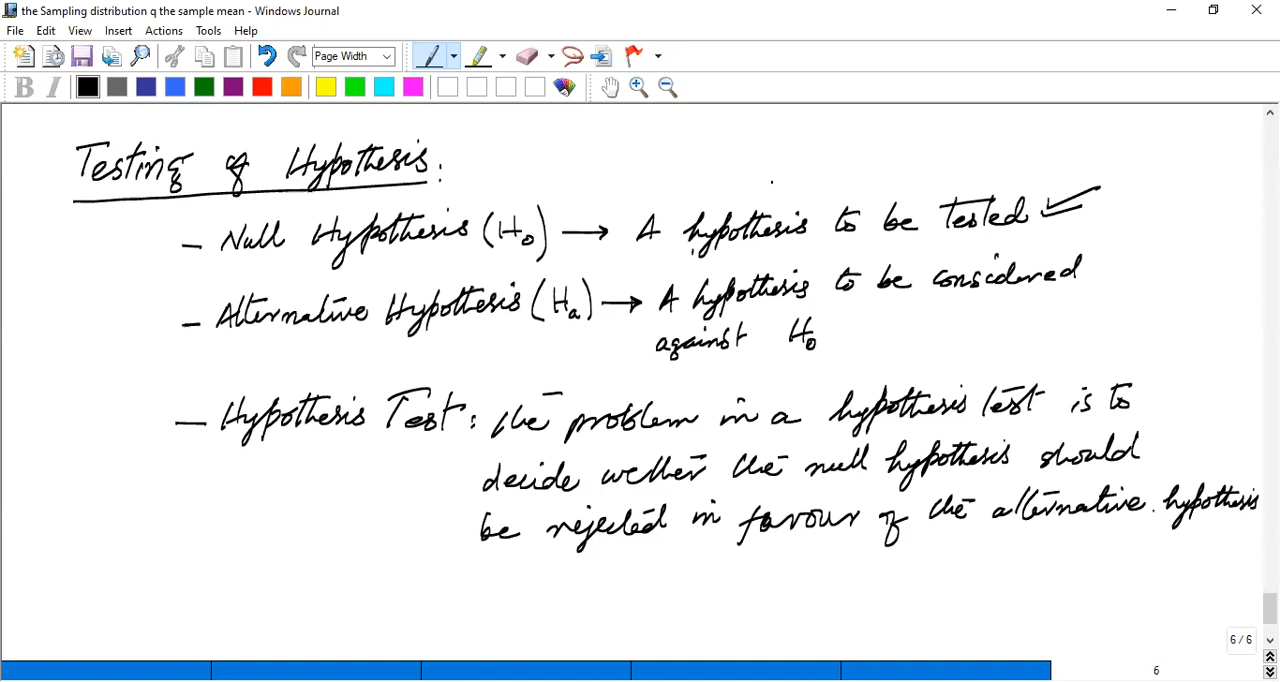 the Sampling distribution q the sample mean - Windows Journal
File Edit View Insert Actions Tools Help
Page Width
B I
Testing of Hypothesis:
- Null Hypothesis (H0) → A hypothesis to be Tested ✓
- Alternative Hypothesis (Ha) → A hypothesis to be considered
against H0
- Hypothesis Test: the problem in a hypothesis test is to
decide wether the null hypothesis should
be rejected in favour of the alternative. hypothesis
6 / 6
6